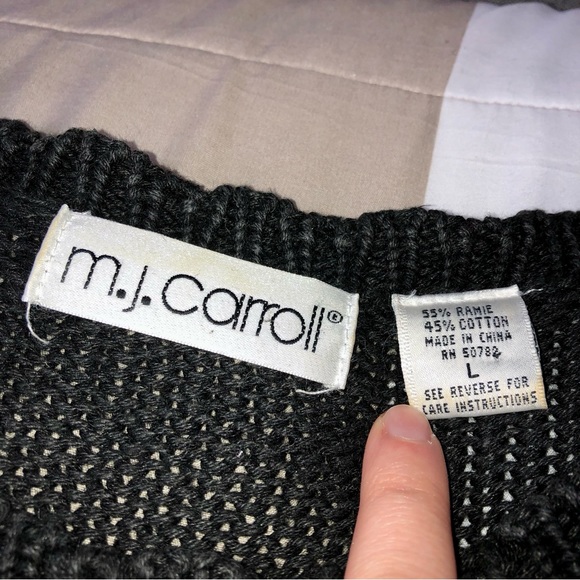 m.j. carroll®
55% RAMIE
45% COTTON
MADE IN CHINA
RN 50782
L
SEE REVERSE FOR
CARE INSTRUCTIONS